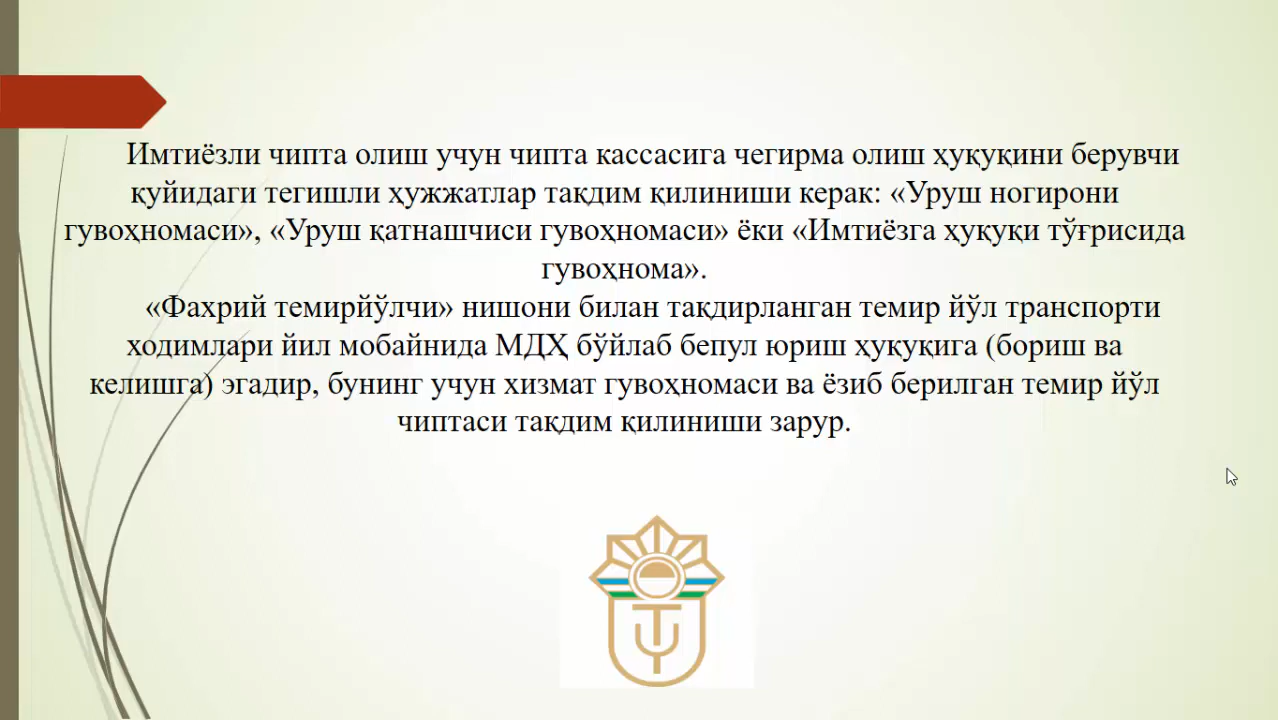 Имтиёзли чипта олиш учун чипта кассасига чегирма олиш ҳуқуқини берувчи
қуйидаги тегишли ҳужжатлар тақдим қилиниши керак: «Уруш ногирони
гувоҳномаси», «Уруш қатнашчиси гувоҳномаси» ёки «Имтиёзга ҳуқуқи тўғрисида
гувоҳнома».
«Фахрий темирйўлчи» нишони билан тақдирланган темир йўл транспорти
ходимлари йил мобайнида МДҲ бўйлаб бепул юриш ҳуқуқига (бориш ва
келишга) эгадир, бунинг учун хизмат гувоҳномаси ва ёзиб берилган темир йўл
чиптаси тақдим қилиниши зарур.